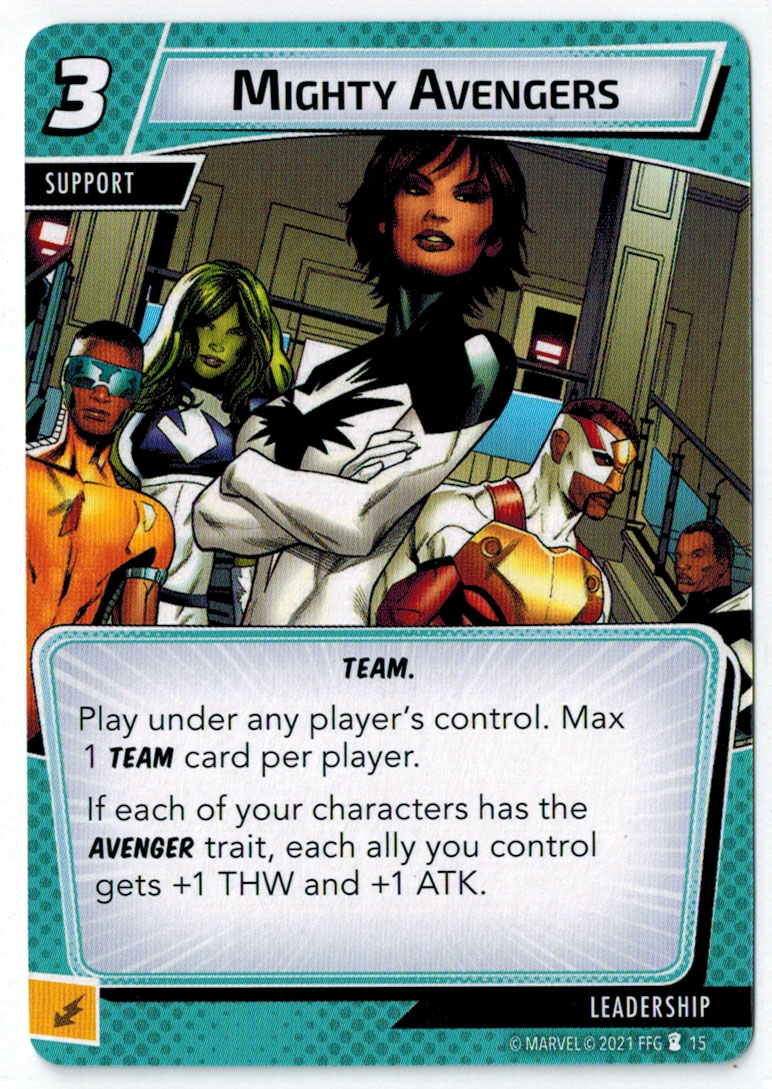 3
MIGHTY AVENGERS
SUPPORT
TEAM.
Play under any player's control. Max
1 TEAM card per player.
If each of your characters has the
AVENGER trait, each ally you control
gets +1 THW and +1 ATK.
LEADERSHIP
© MARVEL © 2021 FFG 15